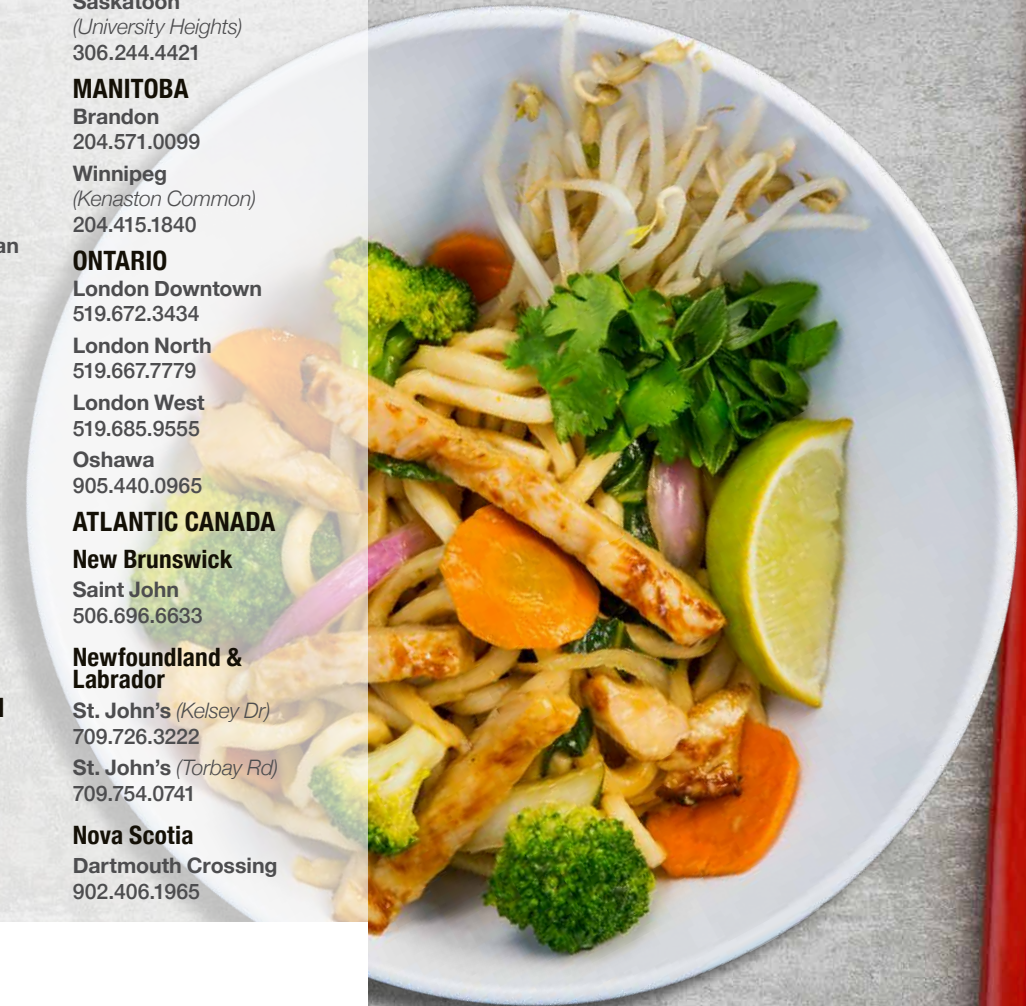 Saskatoon
(University Heights)
306.244.4421
MANITOBA
Brandon
204.571.0099
Winnipeg
(Kenaston Common)
204.415.1840
ONTARIO
London Downtown
519.672.3434
London North
519.667.7779
London West
519.685.9555
Oshawa
905.440.0965
ATLANTIC CANADA
New Brunswick
Saint John
506.696.6633
Newfoundland &
Labrador
St. John’s (Kelsey Dr)
709.726.3222
St. John’s (Torbay Rd)
709.754.0741
Nova Scotia
Dartmouth Crossing
902.406.1965